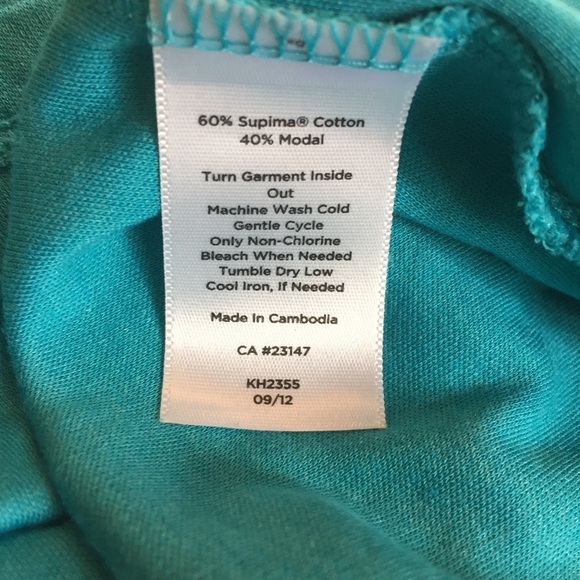 60% Supima® Cotton
40% Modal
Turn Garment Inside
Out
Machine Wash Cold
Gentle Cycle
Only Non-Chlorine
Bleach When Needed
Tumble Dry Low
Cool Iron, If Needed
Made In Cambodia
CA #23147
KH2355
09/12